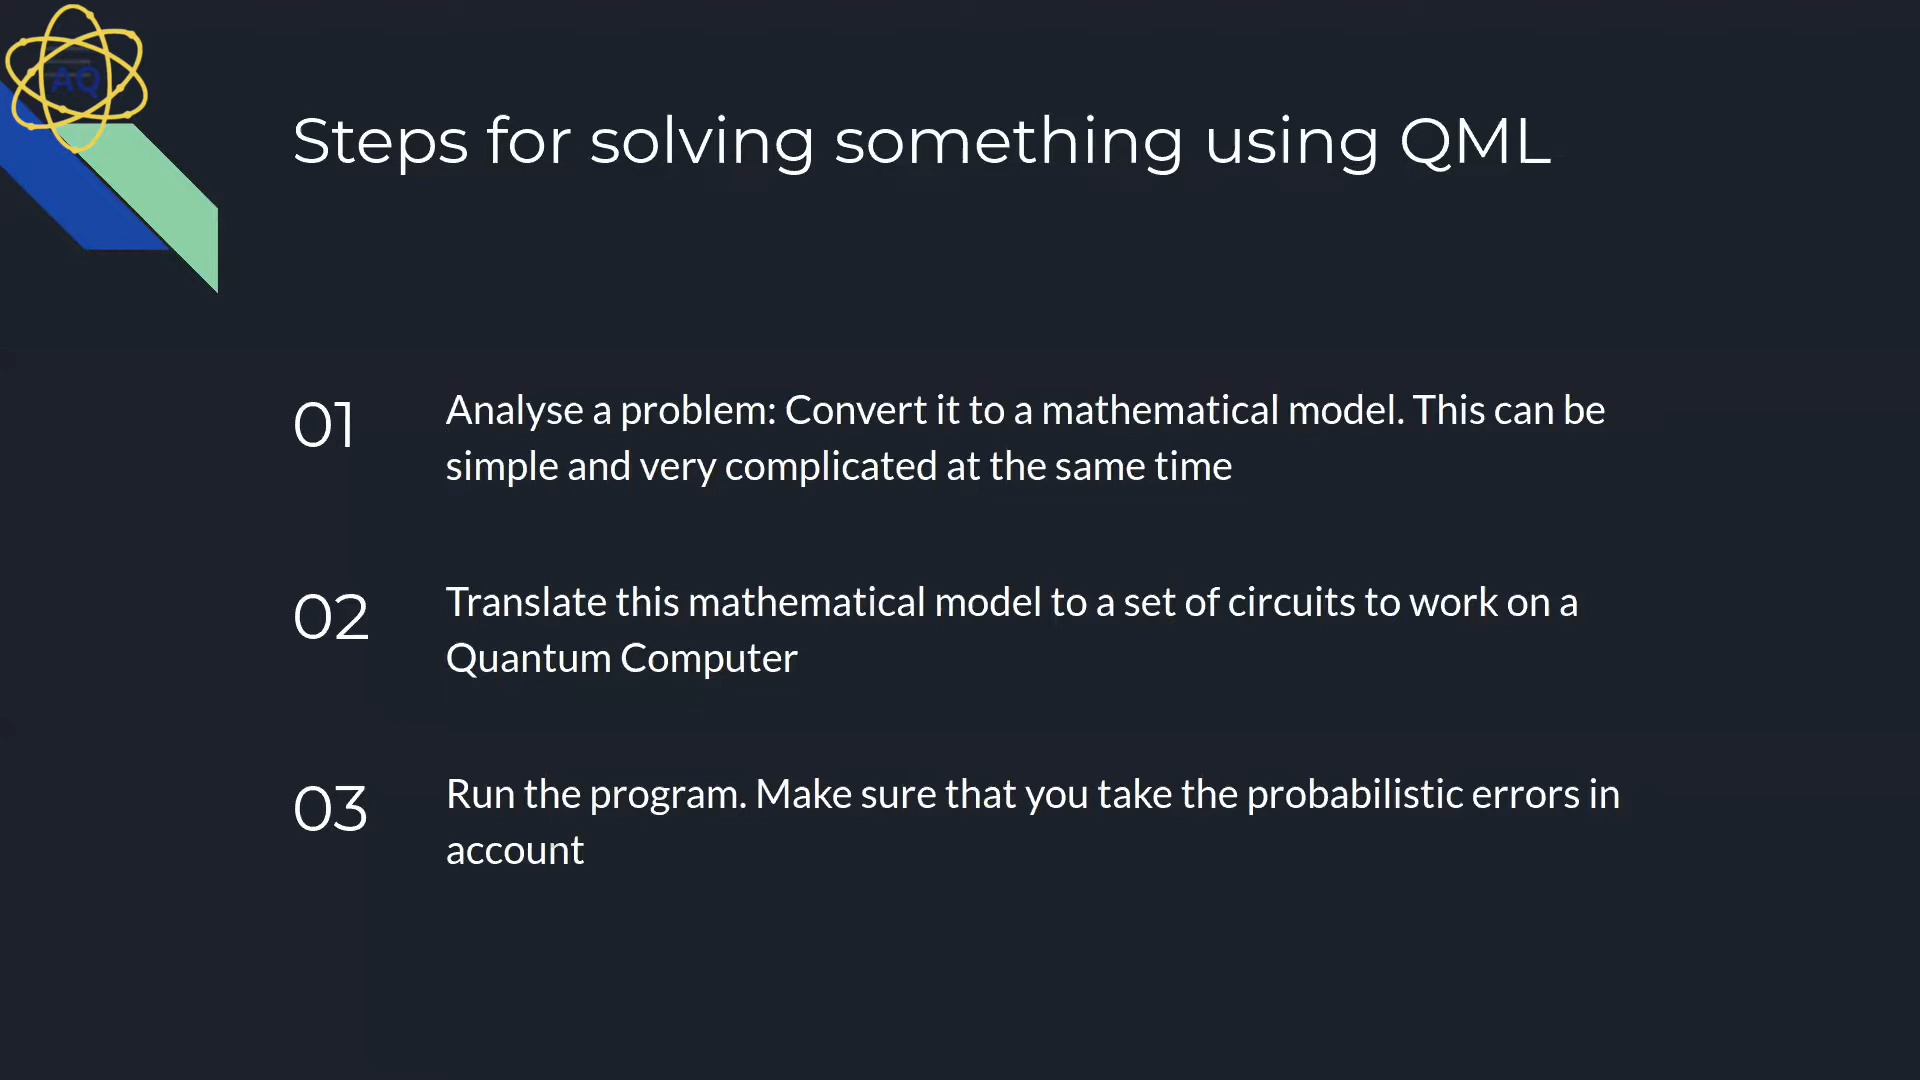 AQ
Steps for solving something using QML
01
Analyse a problem: Convert it to a mathematical model. This can be
simple and very complicated at the same time
02
Translate this mathematical model to a set of circuits to work on a
Quantum Computer
03
Run the program. Make sure that you take the probabilistic errors in
account